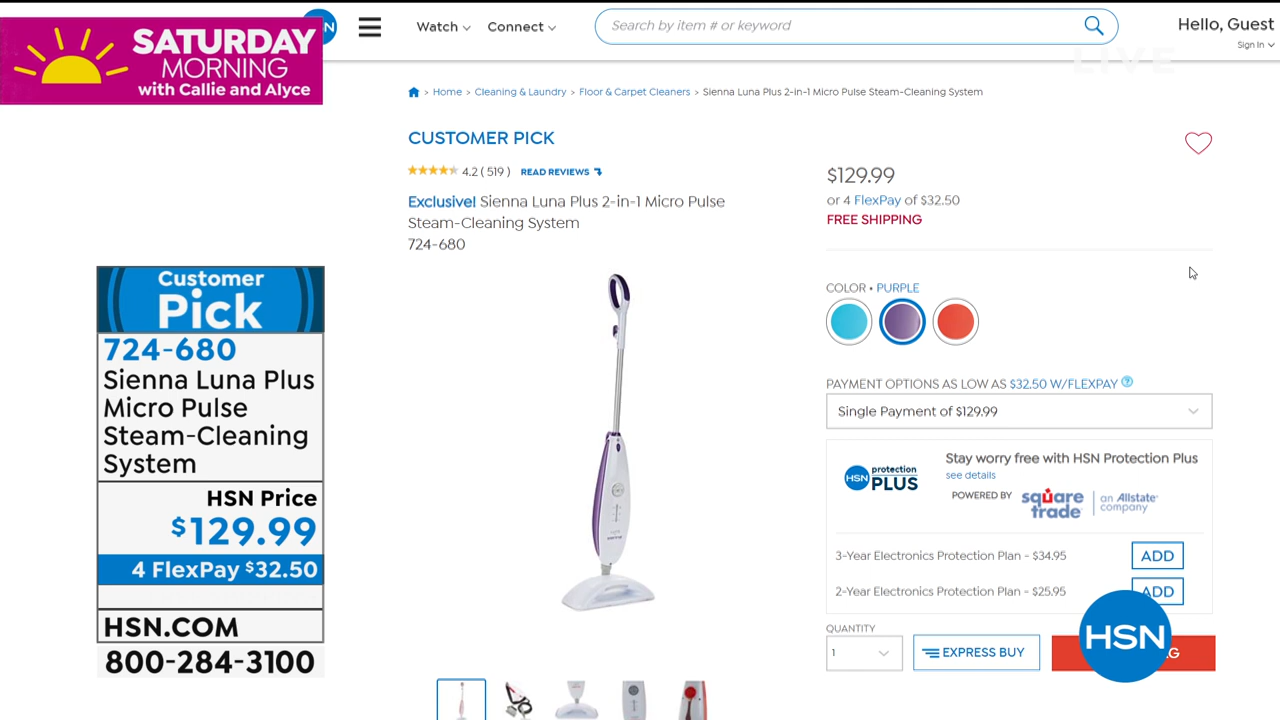 SATURDAY
MORNING
with Callie and Alyce
Watch
Connect
Search by item # or keyword
Hello, Guest
Sign In
LIVE
> Home > Cleaning & Laundry > Floor & Carpet Cleaners > Sienna Luna Plus 2-in-1 Micro Pulse Steam-Cleaning System
CUSTOMER PICK
4.2 ( 519 ) READ REVIEWS
Exclusive! Sienna Luna Plus 2-in-1 Micro Pulse
Steam-Cleaning System
724-680
$129.99
or 4 FlexPay of $32.50
FREE SHIPPING
COLOR • PURPLE
PAYMENT OPTIONS AS LOW AS $32.50 W/FLEXPAY ?
Single Payment of $129.99
HSN protection PLUS
Stay worry free with HSN Protection Plus
see details
POWERED BY square trade | an Allstate company
3-Year Electronics Protection Plan - $34.95 ADD
2-Year Electronics Protection Plan - $25.95 ADD
QUANTITY
1
EXPRESS BUY
HSN
Customer
Pick
724-680
Sienna Luna Plus
Micro Pulse
Steam-Cleaning
System
HSN Price
$129.99
4 FlexPay $32.50
HSN.COM
800-284-3100